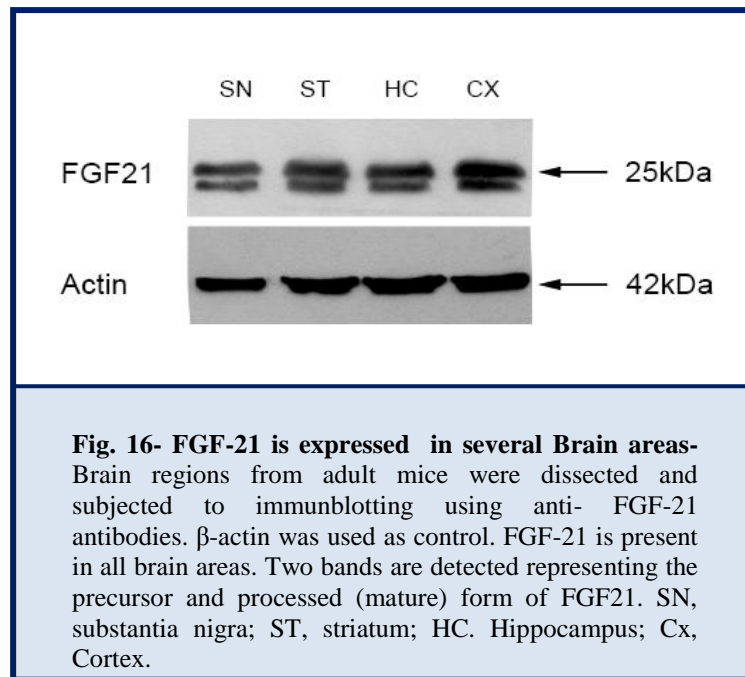 SN ST HC CX
FGF21 25kDa
Actin 42kDa
Fig. 16- FGF-21 is expressed in several Brain areas-
Brain regions from adult mice were dissected and
subjected to immunblotting using anti- FGF-21
antibodies. β-actin was used as control. FGF-21 is present
in all brain areas. Two bands are detected representing the
precursor and processed (mature) form of FGF21. SN,
substantia nigra; ST, striatum; HC. Hippocampus; Cx,
Cortex.